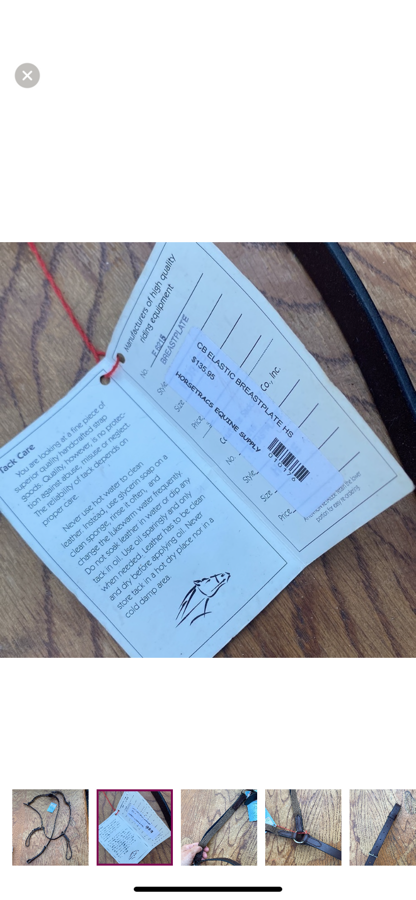 Tack Care
You are looking at a fine piece of
superior quality handcrafted strap
goods. Quality, however, is no protec-
tion against abuse, misuse or neglect.
The reliability of tack depends on
proper care.
Never use hot water to clean
leather. Instead, use glycerin soap on a
clean sponge, rinse it often, and
change the lukewarm water frequently.
Do not soak leather in water or dip any
tack in oil. Use oil sparingly and only
when needed. Leather has to be clean
and dry before applying oil. Never
store tack in a hot dry place nor in a
cold damp area.
Manufacturers of high quality
riding equipment
No.
Style
BREASTPLATE
Size
Price
CB ELASTIC BREASTPLATE HS
$135.95
HORSETRACS EQUINE SUPPLY
Co., Inc.
No.
Style
Size
Price